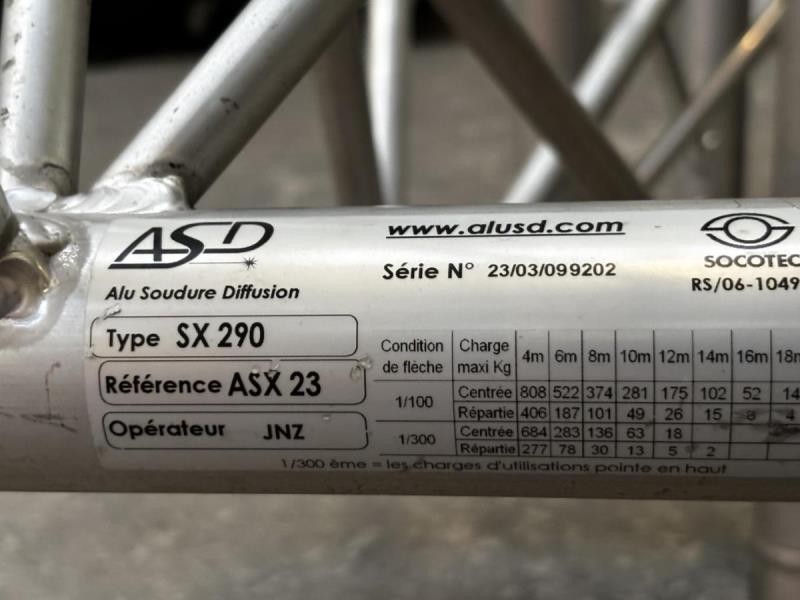 ASD
Alu Soudure Diffusion
www.alusd.com
Série N° 23/03/099202
SOCOTEC
RS/06-1049
Type SX 290
Référence ASX 23
Opérateur JNZ
Condition de flèche Charge maxi Kg 4m 6m 8m 10m 12m 14m 16m 18m
1/100 Centrée 808 522 374 281 175 102 52 14
Répartie 406 187 101 49 26 15 8 4
1/300 Centrée 684 283 136 63 18
Répartie 277 78 30 13 5 2
1/300 ème = les charges d'utilisations pointe en haut